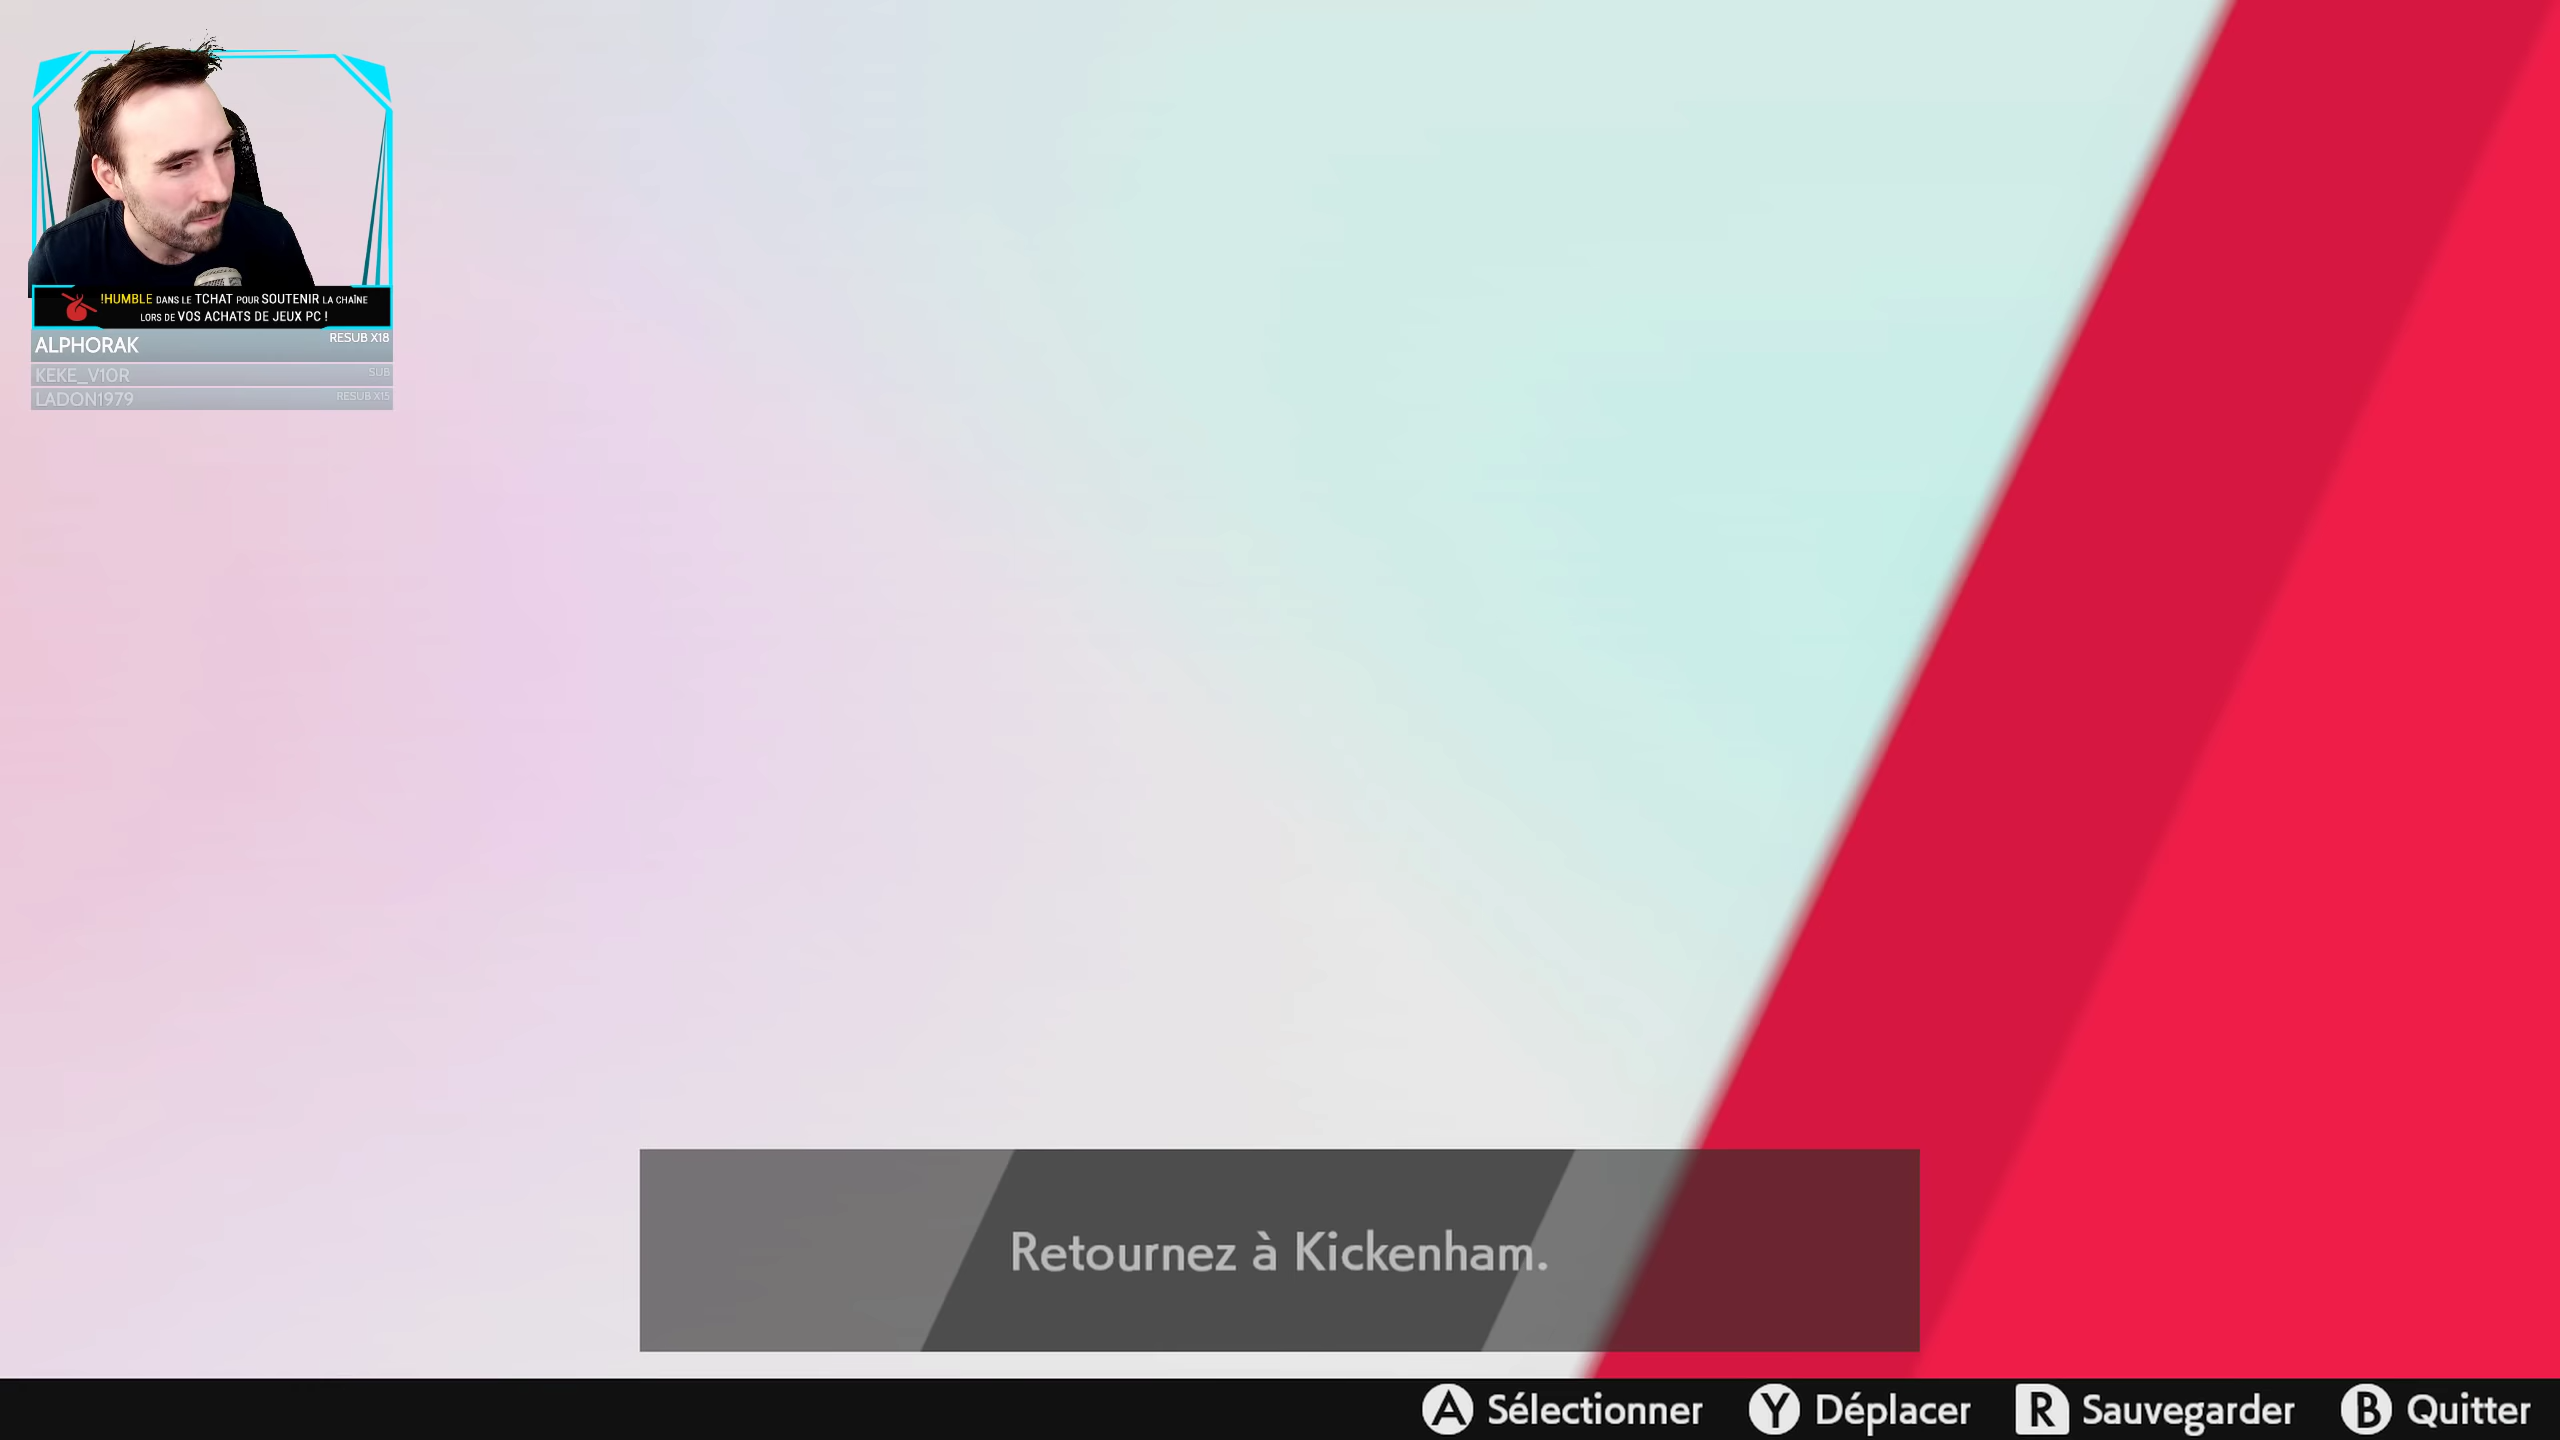 !HUMBLE DANS LE TCHAT POUR SOUTENIR LA CHAÎNE
LORS DE VOS ACHATS DE JEUX PC !
ALPHORAK RESUB X18
KEKE_V10R SUB
LADON1979 RESUB X15
Retournez à Kickenham.
A Sélectionner Y Déplacer R Sauvegarder B Quitter